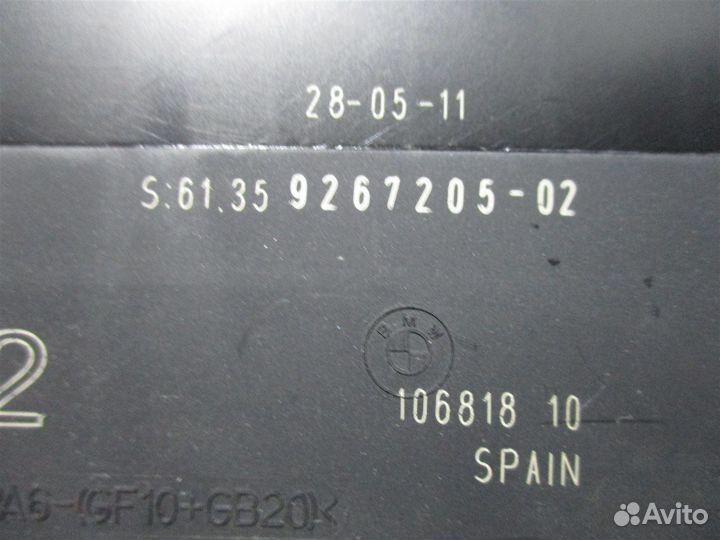 28-05-11
S:61.35 9267205-02
BMW
2
106818 10
SPAIN
A6-(GF10+GB20)<
Avito